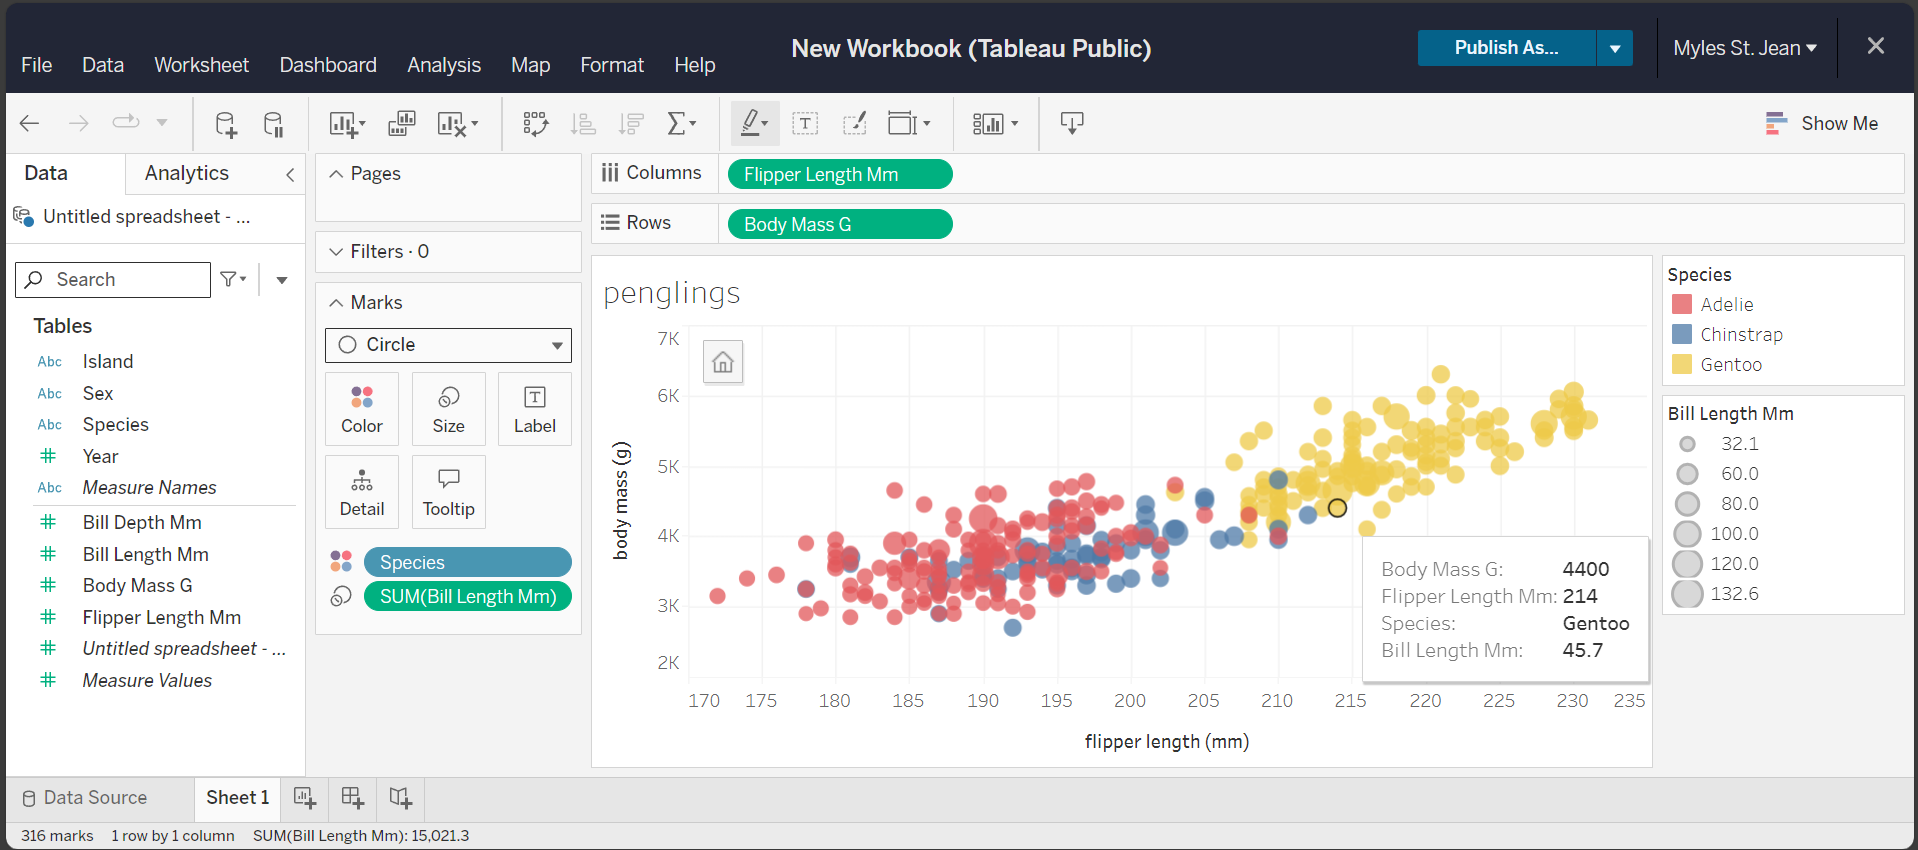 New Workbook (Tableau Public)
File Data Worksheet Dashboard Analysis Map Format Help
Publish As...
Myles St. Jean
Show Me
Data Analytics
Untitled spreadsheet - ...
Search
Tables
Abc Island
Abc Sex
Abc Species
# Year
Abc Measure Names
# Bill Depth Mm
# Bill Length Mm
# Body Mass G
# Flipper Length Mm
# Untitled spreadsheet - ...
# Measure Values
Pages
Filters · 0
Marks
Circle
Color Size Label
Detail Tooltip
Species
SUM(Bill Length Mm)
Columns Flipper Length Mm
Rows Body Mass G
penglings
7K
6K
5K
4K
3K
2K
body mass (g)
170 175 180 185 190 195 200 205 210 215 220 225 230 235
flipper length (mm)
Body Mass G: 4400
Flipper Length Mm: 214
Species: Gentoo
Bill Length Mm: 45.7
Species
Adelie
Chinstrap
Gentoo
Bill Length Mm
32.1
60.0
80.0
100.0
120.0
132.6
Data Source Sheet 1
316 marks 1 row by 1 column SUM(Bill Length Mm): 15,021.3